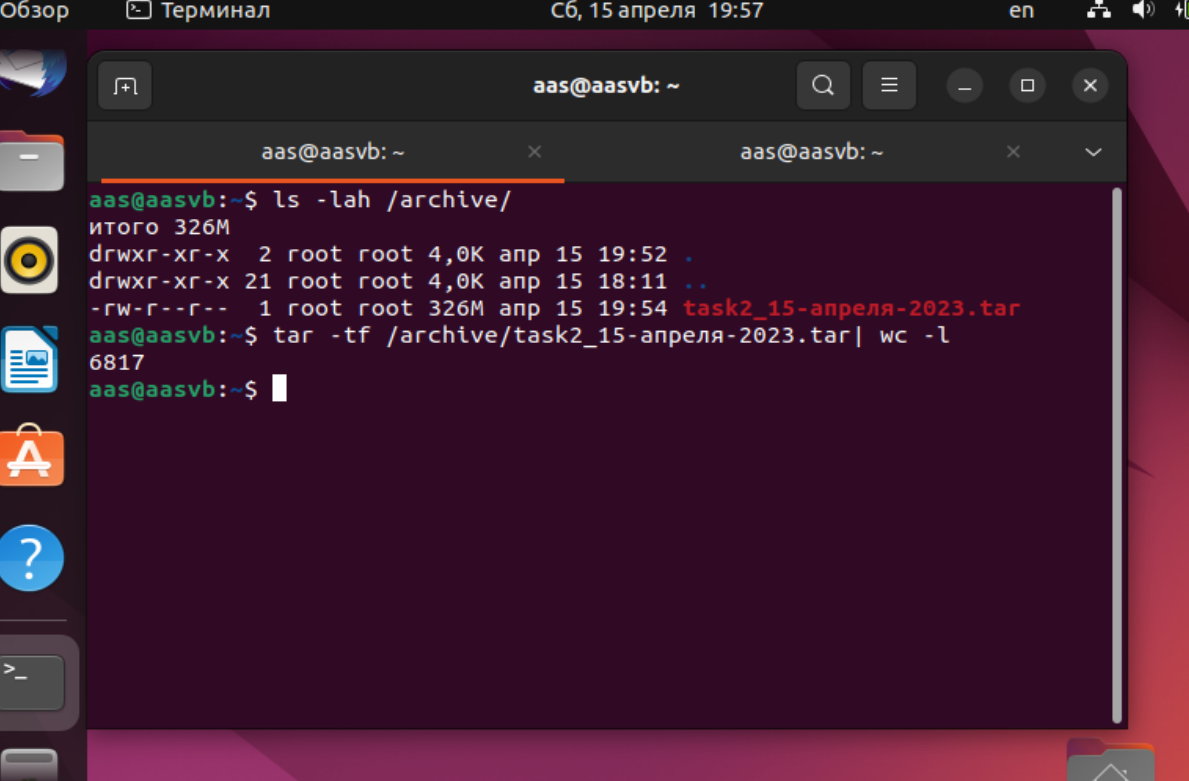 Обзор Терминал Сб, 15 апреля 19:57 en
aas@aasvb: ~
aas@aasvb: ~ aas@aasvb: ~
aas@aasvb:~$ ls -lah /archive/
итого 326M
drwxr-xr-x  2 root root 4,0K апр 15 19:52 .
drwxr-xr-x 21 root root 4,0K апр 15 18:11 ..
-rw-r--r--  1 root root 326M апр 15 19:54 task2_15-апреля-2023.tar
aas@aasvb:~$ tar -tf /archive/task2_15-апреля-2023.tar| wc -l
6817
aas@aasvb:~$